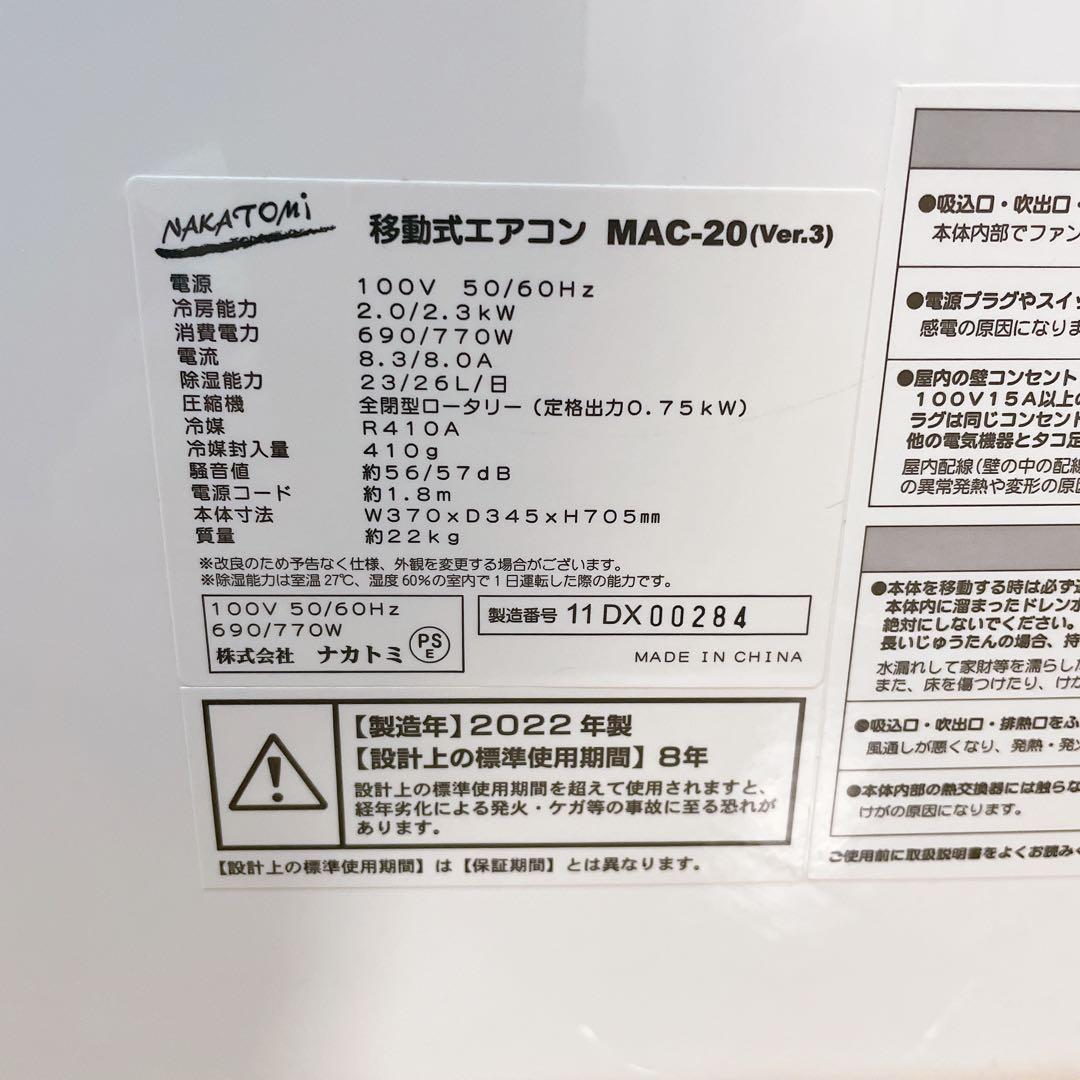 NAKATOMi 移動式エアコン MAC-20(Ver.3)
電源 100V 50/60Hz
冷房能力 2.0/2.3kW
消費電力 690/770W
電流 8.3/8.0A
除湿能力 23/26L/日
圧縮機 全閉型ロータリー(定格出力0.75kW)
冷媒 R410A
冷媒封入量 410g
騒音値 約56/57dB
電源コード 約1.8m
本体寸法 W370xD345xH705mm
質量 約22kg
※改良のため予告なく仕様、外観を変更する場合がございます。
※除湿能力は室温27℃、湿度60%の室内で1日運転した際の能力です。
100V 50/60Hz
690/770W
株式会社 ナカトミ PSE
製造番号 11DX00284
MADE IN CHINA
【製造年】2022年製
【設計上の標準使用期間】8年
設計上の標準使用期間を超えて使用されますと、
経年劣化による発火・ケガ等の事故に至る恐れが
あります。
【設計上の標準使用期間】は【保証期間】とは異なります。
●吸込口・吹出口・
本体内部でファン
●電源プラグやスイッ
感電の原因になりま
●屋内の壁コンセント
100V15A以上の
ラグは同じコンセント
他の電気機器とタコ足
屋内配線(壁の中の配線
の異常発熱や変形の原因
●本体を移動する時は必ず
本体内に溜まったドレン水
絶対にしないでください。
長いじゅうたんの場合、持
水漏れして家財等を濡らした
また、床を傷つけたり、けが
●吸込口・吹出口・排熱口をふ
風通しが悪くなり、発熱・発火
●本体内部の熱交換器には触らな
けがの原因になります。
ご使用前に取扱説明書をよくお読み